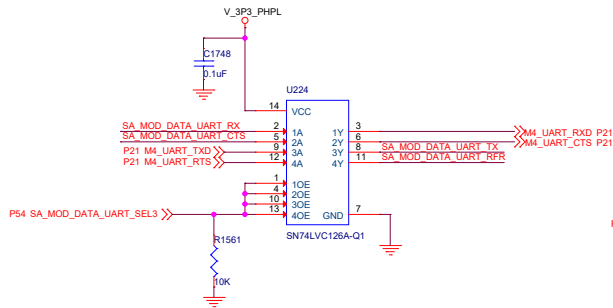 V_3P3_PHPL
C1748
0.1uF
U224
14 VCC
SA_MOD_DATA_UART_RX 2 1A 1Y 3 M4_UART_RXD P21
SA_MOD_DATA_UART_CTS 5 2A 2Y 6 M4_UART_CTS P21
P21 M4_UART_TXD 9 3A 3Y 8 SA_MOD_DATA_UART_TX
P21 M4_UART_RTS 12 4A 4Y 11 SA_MOD_DATA_UART_RFR
1 1OE
4 2OE
10 3OE
P54 SA_MOD_DATA_UART_SEL3 13 4OE GND 7
SN74LVC126A-Q1
R1561
10K